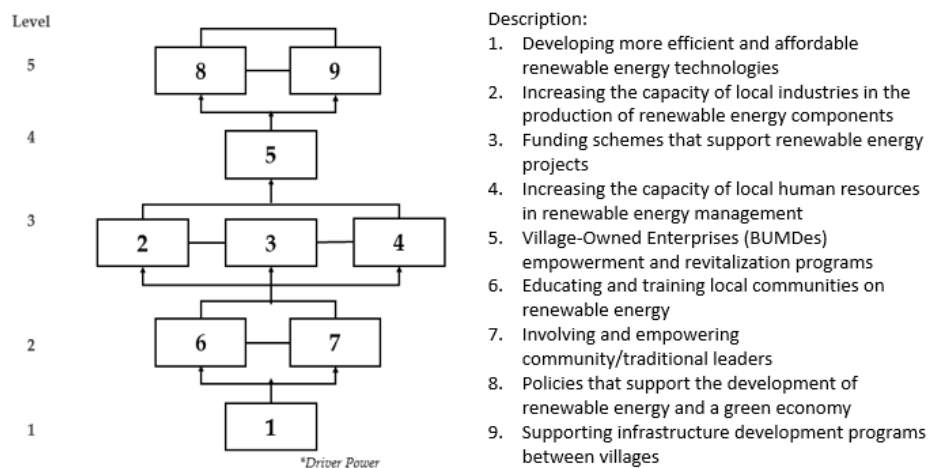 Level
5
8
9
4
5
3
2
3
4
2
6
7
1
1
*Driver Power
Description:
1. Developing more efficient and affordable
renewable energy technologies
2. Increasing the capacity of local industries in the
production of renewable energy components
3. Funding schemes that support renewable energy
projects
4. Increasing the capacity of local human resources
in renewable energy management
5. Village-Owned Enterprises (BUMDes)
empowerment and revitalization programs
6. Educating and training local communities on
renewable energy
7. Involving and empowering
community/traditional leaders
8. Policies that support the development of
renewable energy and a green economy
9. Supporting infrastructure development programs
between villages